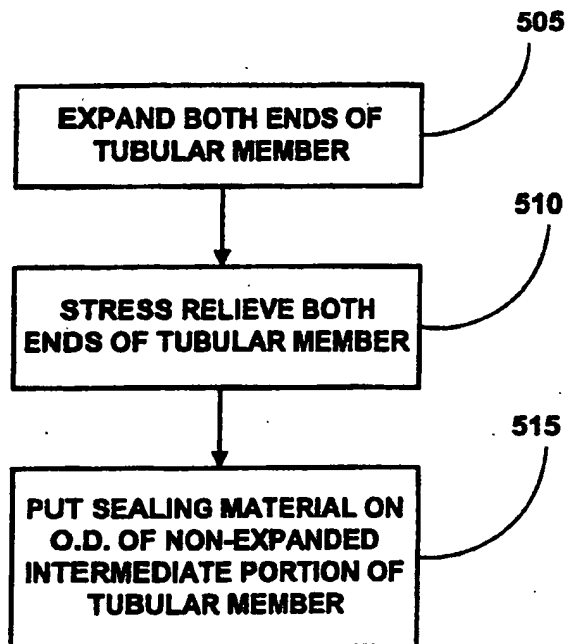 505
EXPAND BOTH ENDS OF
TUBULAR MEMBER
510
STRESS RELIEVE BOTH
ENDS OF TUBULAR MEMBER
515
PUT SEALING MATERIAL ON
O.D. OF NON-EXPANDED
INTERMEDIATE PORTION OF
TUBULAR MEMBER